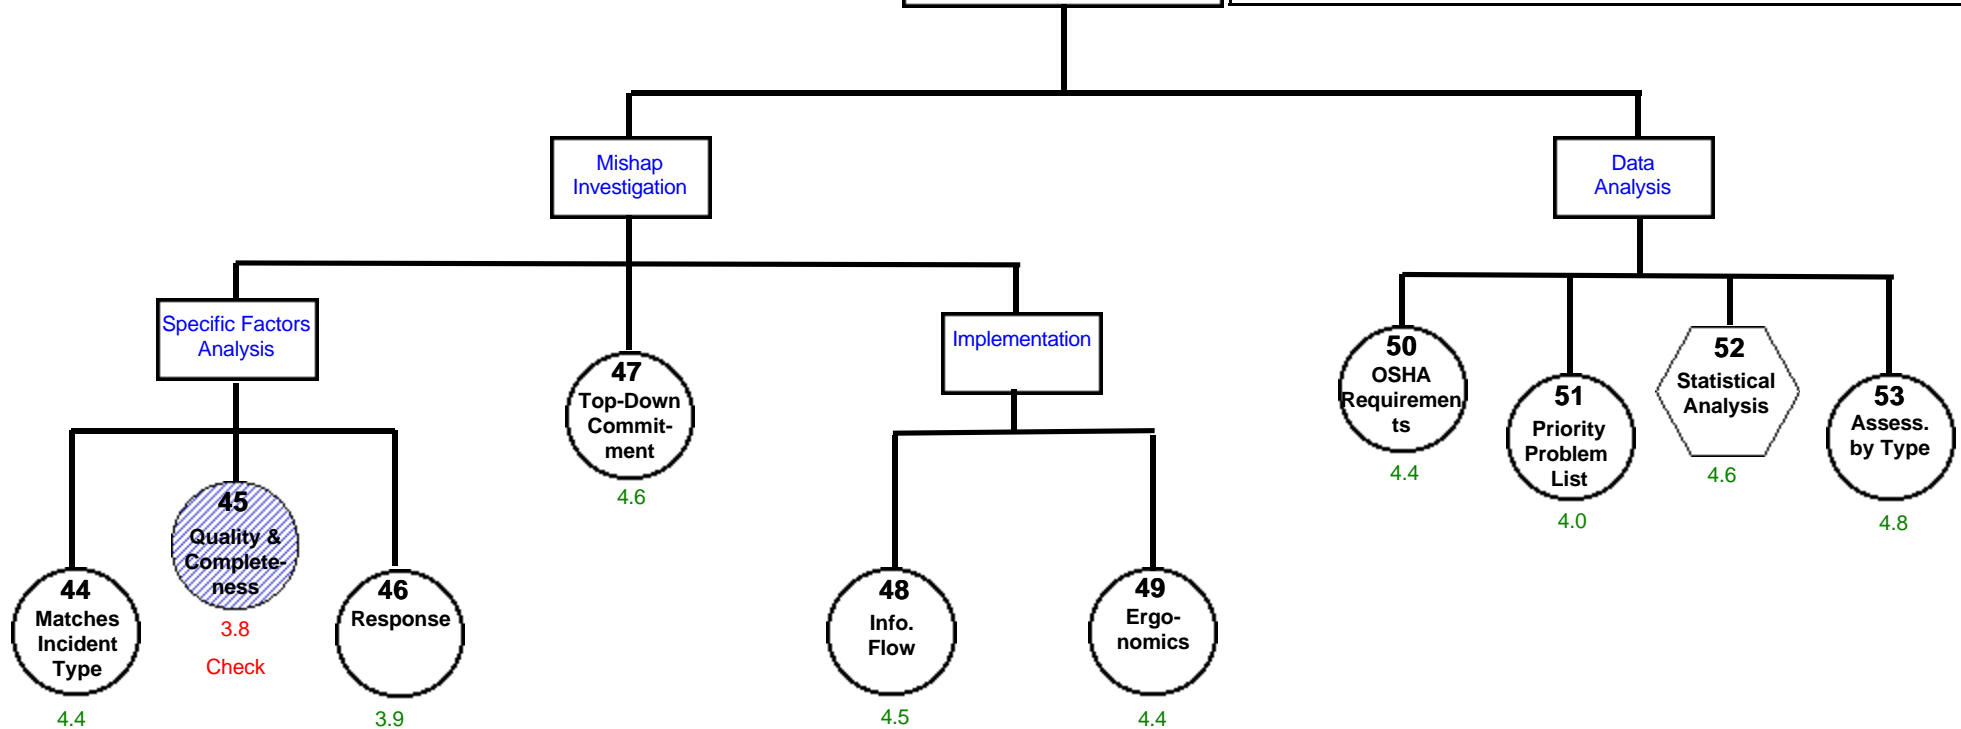 Mishap
Investigation
Data
Analysis
Specific Factors
Analysis
Implementation
47
Top-Down
Commit-
ment
4.6
50
OSHA
Requiremen
ts
4.4
51
Priority
Problem
List
4.0
52
Statistical
Analysis
4.6
53
Assess.
by Type
4.8
44
Matches
Incident
Type
4.4
45
Quality &
Complete-
ness
3.8
Check
46
Response
3.9
48
Info.
Flow
4.5
49
Ergo-
nomics
4.4